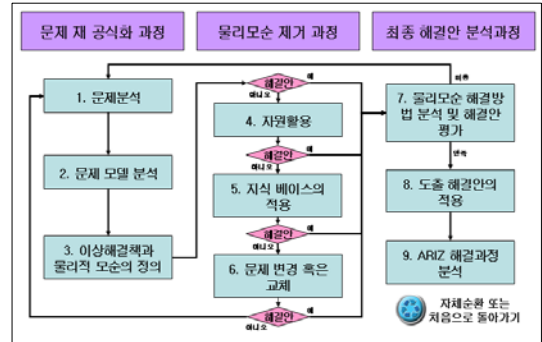 문제 재 공식화 과정
물리모순 제거 과정
최종 해결안 분석과정
1. 문제분석
2. 문제 모델 분석
3. 이상해결책과
물리적 모순의 정의
해결안
예
아니오
4. 자원활용
해결안
예
아니오
5. 지식 베이스의
적용
해결안
예
아니오
6. 문제 변경 혹은
교체
해결안
예
아니오
7. 물리모순 해결방
법 분석 및 해결안
평가
만족
8. 도출 해결안의
적용
9. ARIZ 해결과정
분석
자체순환 또는
처음으로 돌아가기